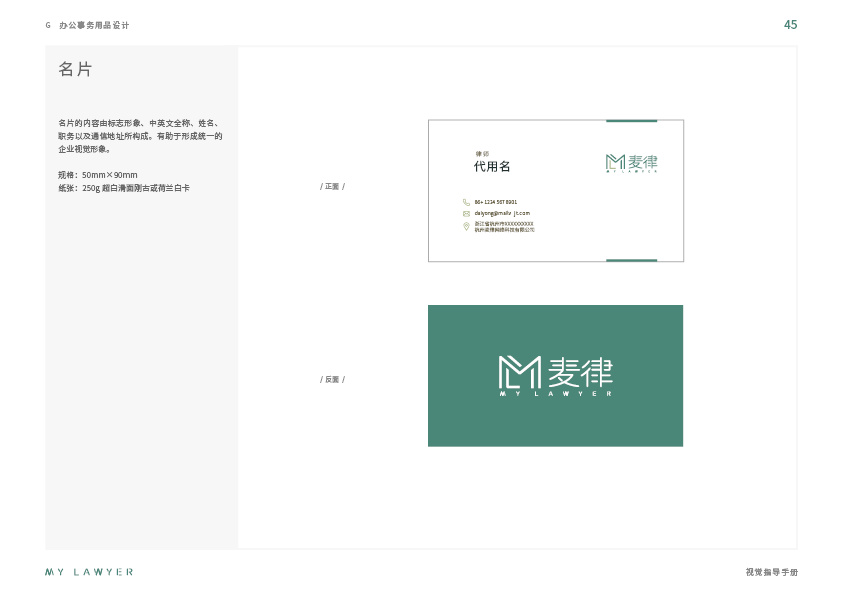 G 办公事务用品设计
45
名片
名片的内容由标志形象、中英文全称、姓名、
职务以及通信地址所构成。有助于形成统一的
企业视觉形象。
规格：50mm×90mm
纸张：250g 超白滑面刚古或荷兰白卡
/ 正面 /
律师
代用名
麦律
MY LAWYER
86+ 1234 567 8901
浙江省杭州市XXXXXXXXXX
杭州麦律网络科技有限公司
/ 反面 /
麦律
MY LAWYER
MY LAWYER
视觉指导手册